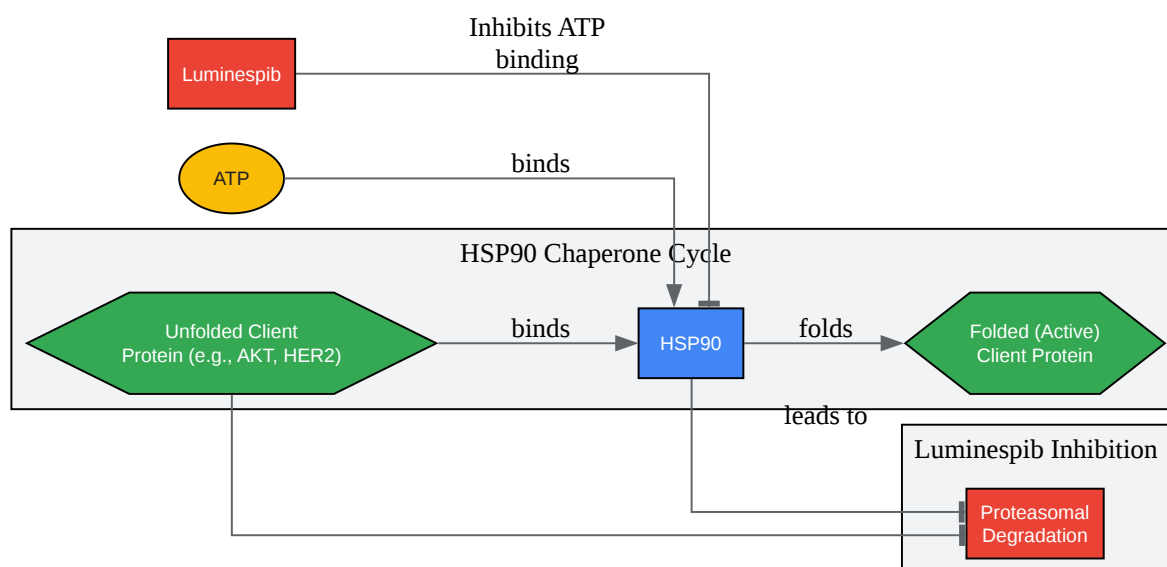 Inhibits ATP
binding
Luminespib
ATP
binds
HSP90 Chaperone Cycle
Unfolded Client
Protein (e.g., AKT, HER2)
binds
HSP90
folds
Folded (Active)
Client Protein
leads to
Luminespib Inhibition
Proteasomal
Degradation